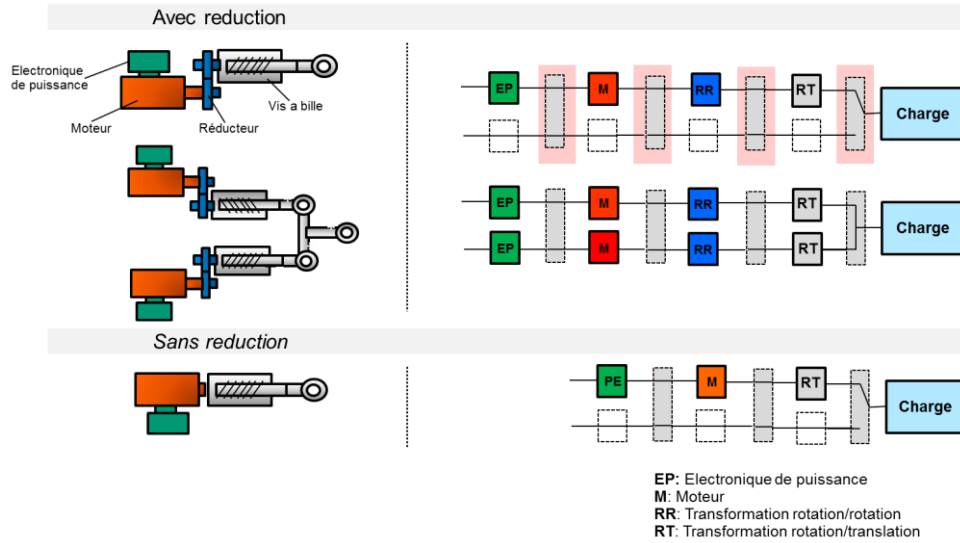 Avec reduction
Electronique
de puissance
Moteur
Réducteur
Vis a bille
EP
M
RR
RT
Charge
EP
M
RR
RT
Charge
EP
M
RR
RT
Sans reduction
PE
M
RT
Charge
EP: Electronique de puissance
M: Moteur
RR: Transformation rotation/rotation
RT: Transformation rotation/translation